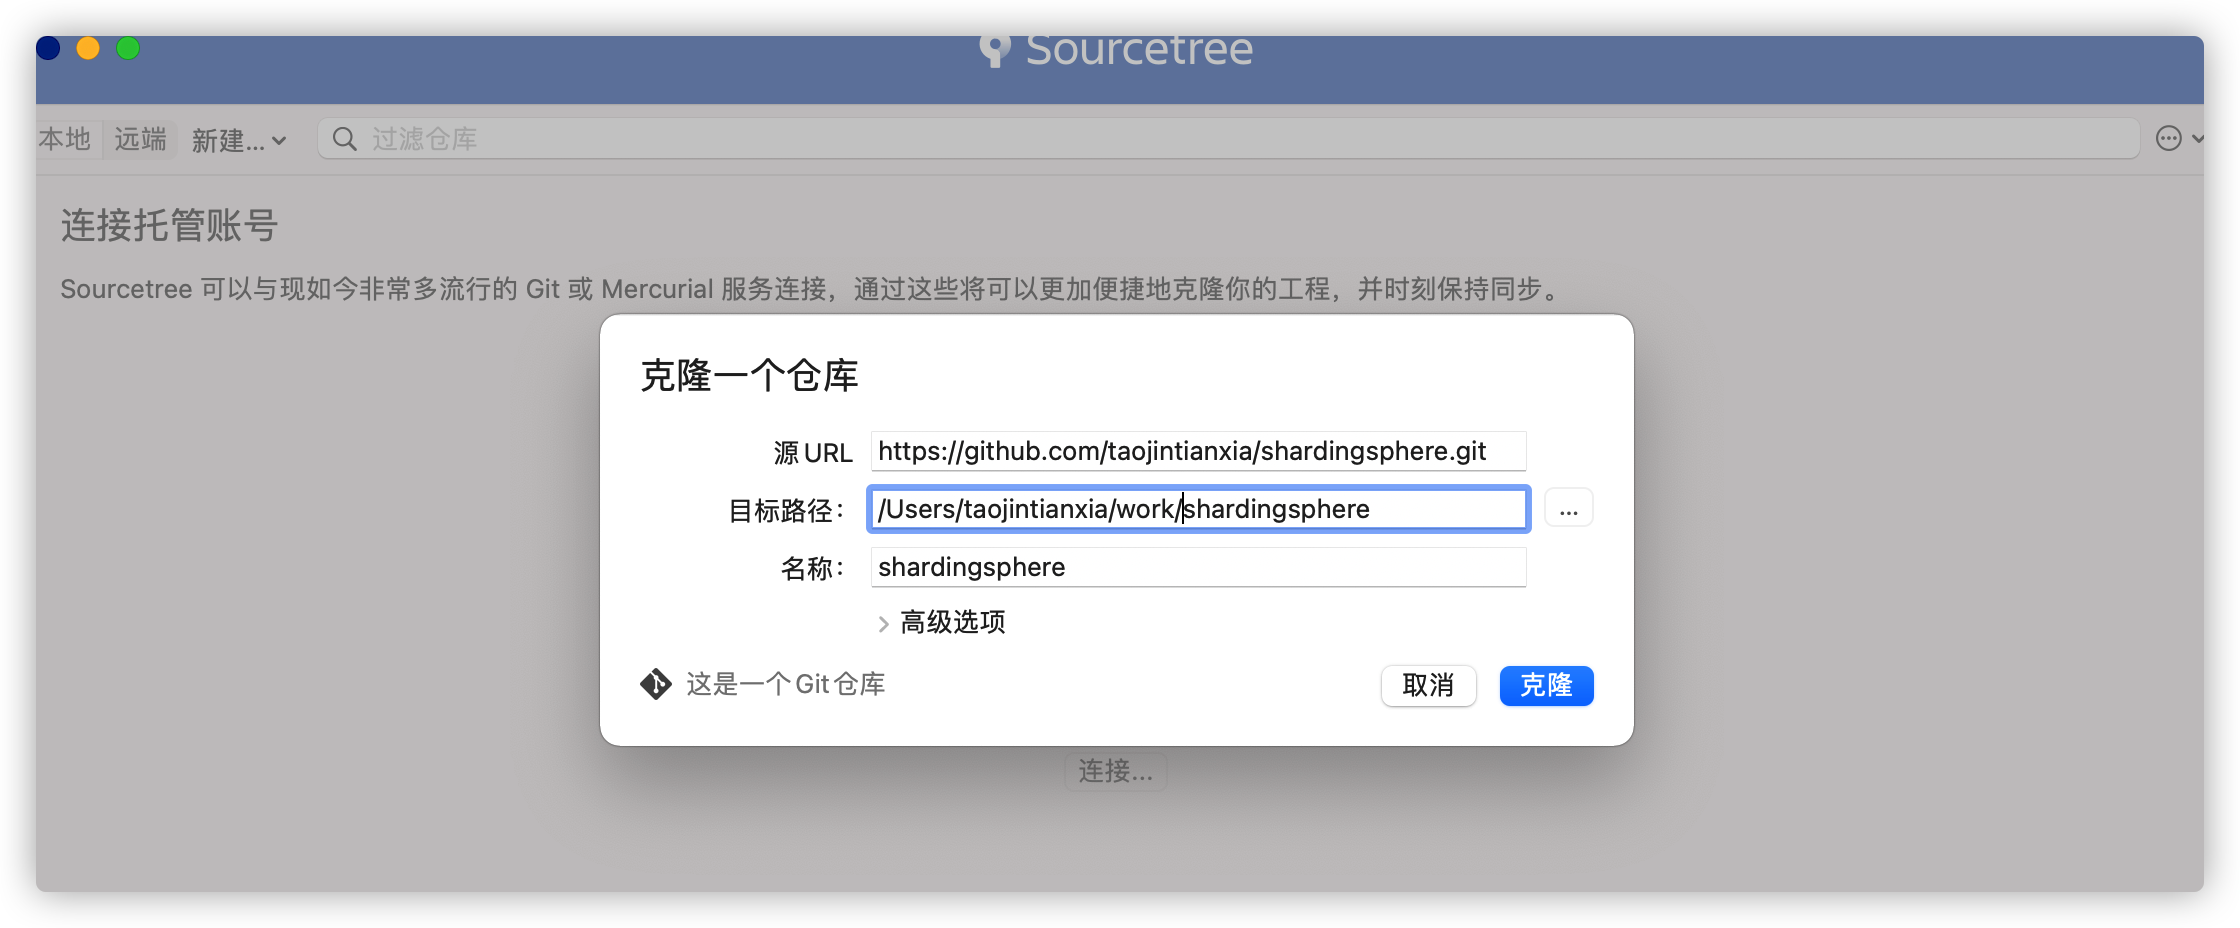 Sourcetree
本地 远端 新建... 过滤仓库
连接托管账号
Sourcetree 可以与现如今非常多流行的 Git 或 Mercurial 服务连接，通过这些将可以更加便捷地克隆你的工程，并时刻保持同步。
克隆一个仓库
源 URL https://github.com/taojintianxia/shardingsphere.git
目标路径： /Users/taojintianxia/work/shardingsphere ...
名称： shardingsphere
高级选项
这是一个 Git 仓库 取消 克隆
连接...